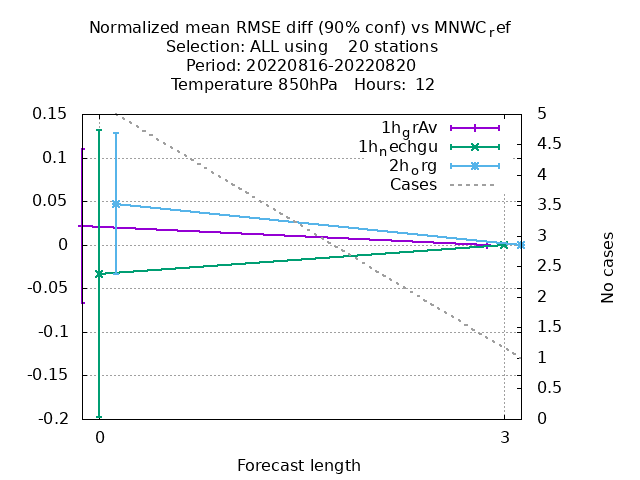 Normalized mean RMSE diff (90% conf) vs MNWC_ref
Selection: ALL using    20 stations
Period: 20220816-20220820
Temperature 850hPa   Hours: 12
1h_grAv
1h_nechgu
2h_org
Cases
0.15
0.1
0.05
0
-0.05
-0.1
-0.15
-0.2
5
4.5
4
3.5
3
2.5
2
1.5
1
0.5
0
No cases
0
3
Forecast length